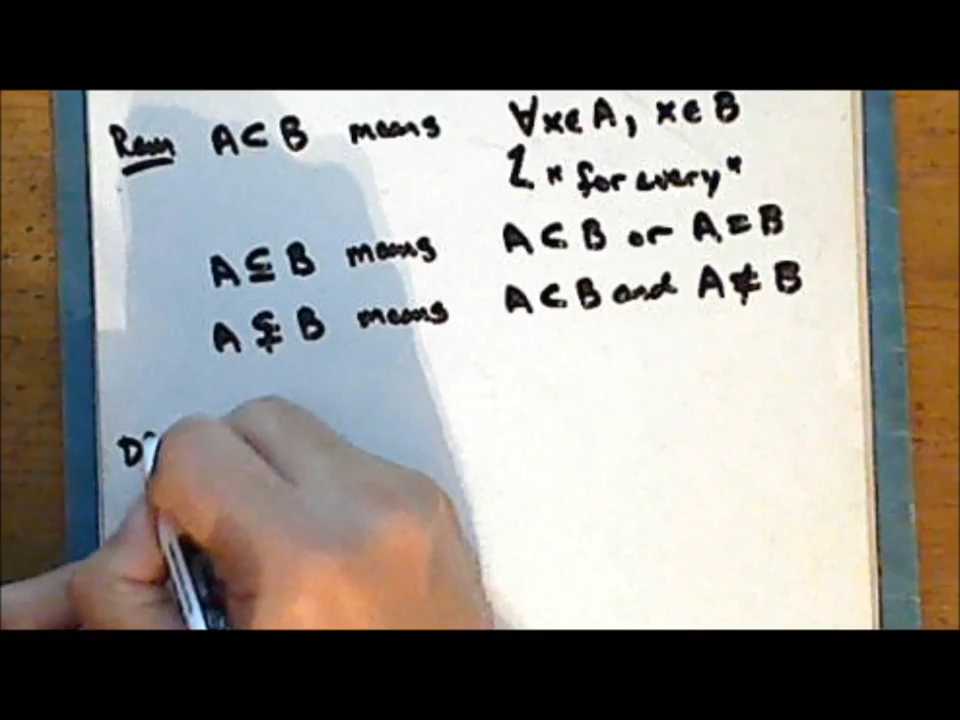 Rem A⊂B means ∀x∈A, x∈B
"for every"
A⊆B means A⊂B or A=B
A⊊B means A⊂B and A≠B
D